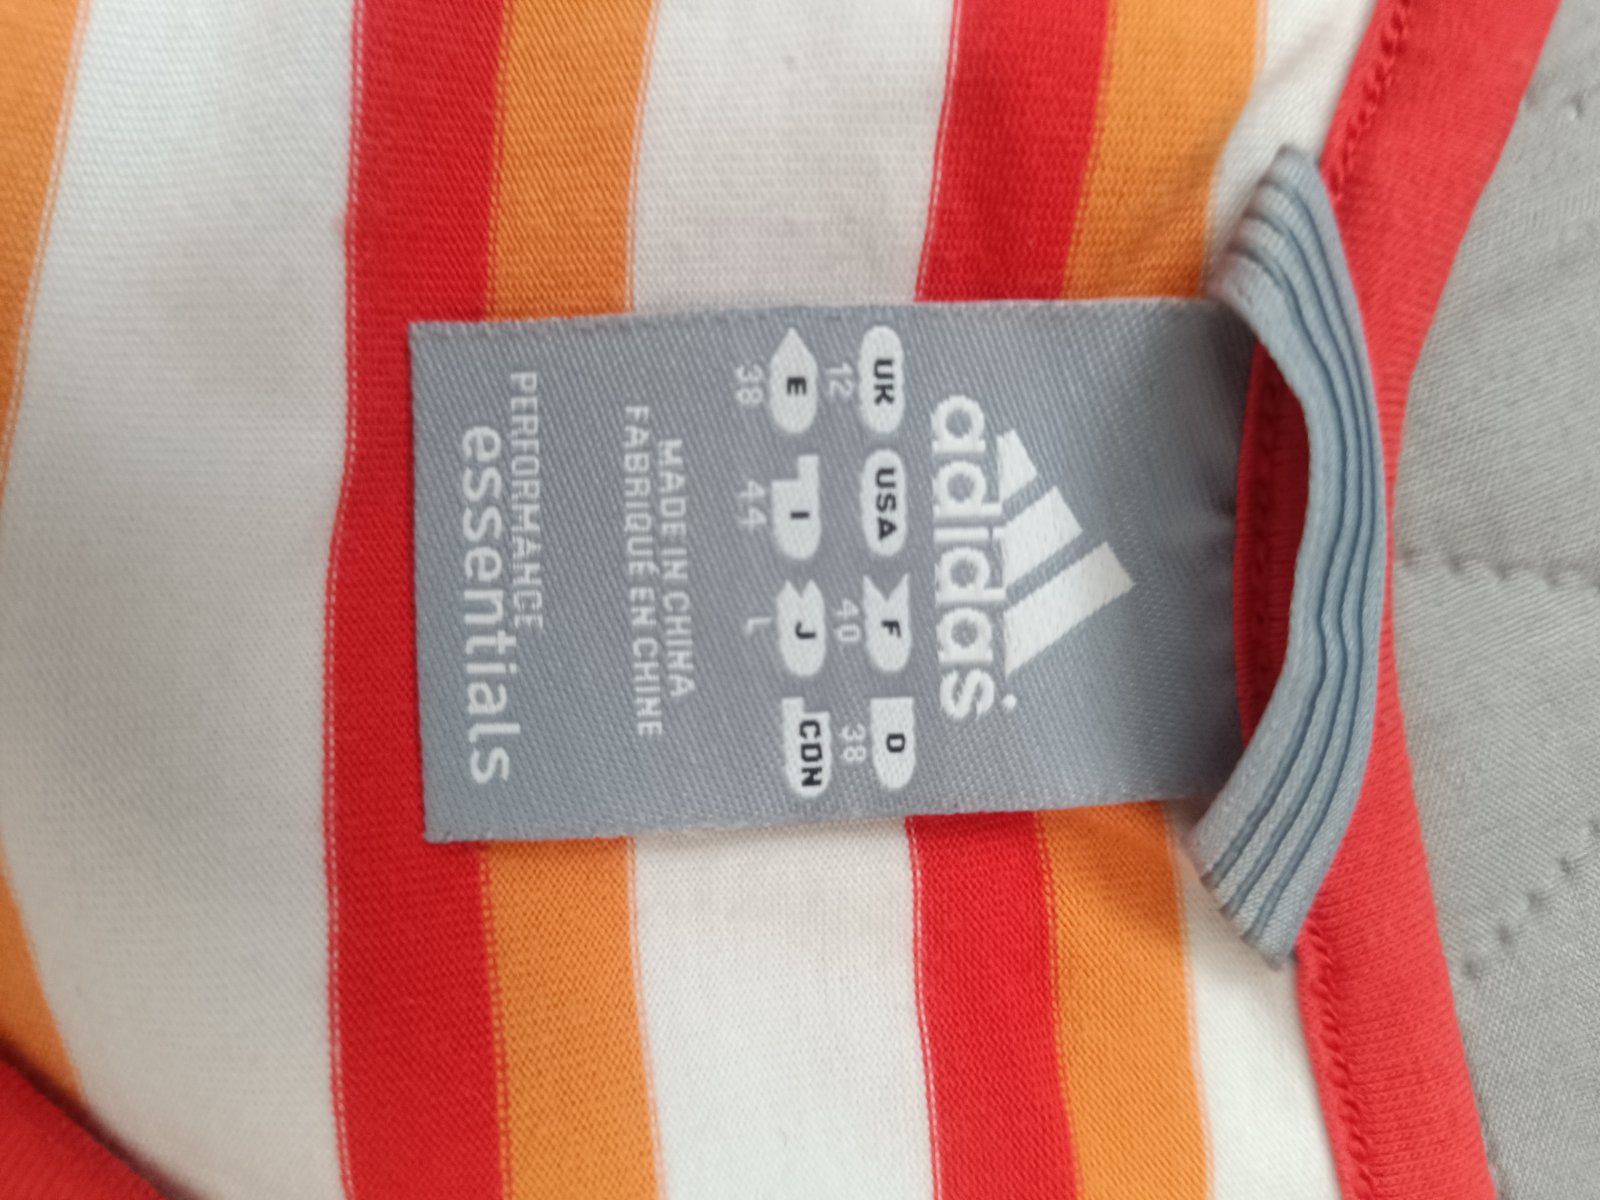 adidas
UK USA F D
12 40 38
E I J CDN
38 44 L
MADE IN CHINA
FABRIQUÉ EN CHINE
PERFORMANCE
essentials